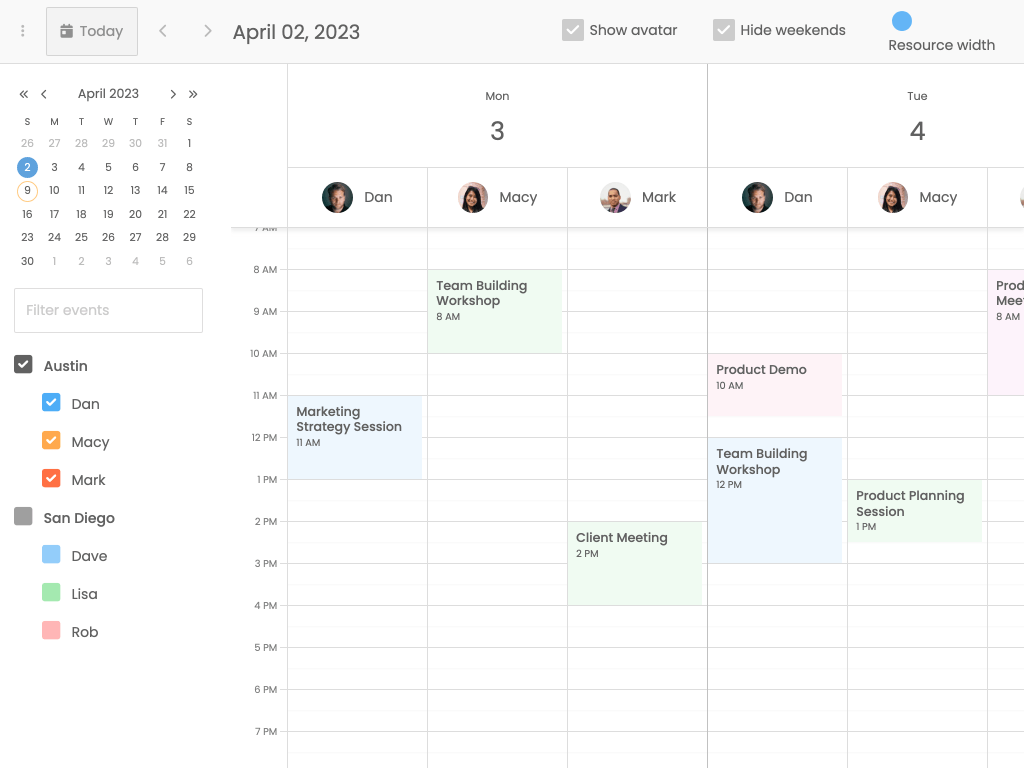 Today
April 02, 2023
Show avatar
Hide weekends
Resource width
April 2023
S M T W T F S
26 27 28 29 30 31 1
2 3 4 5 6 7 8
9 10 11 12 13 14 15
16 17 18 19 20 21 22
23 24 25 26 27 28 29
30 1 2 3 4 5 6
Filter events
Austin
Dan
Macy
Mark
San Diego
Dave
Lisa
Rob
Mon
3
Tue
4
Dan
Macy
Mark
Dan
Macy
7 AM
8 AM
9 AM
10 AM
11 AM
12 PM
1 PM
2 PM
3 PM
4 PM
5 PM
6 PM
7 PM
Marketing
Strategy Session
11 AM
Team Building
Workshop
8 AM
Client Meeting
2 PM
Product Demo
10 AM
Team Building
Workshop
12 PM
Product Planning
Session
1 PM
Prod
Mee
8 AM